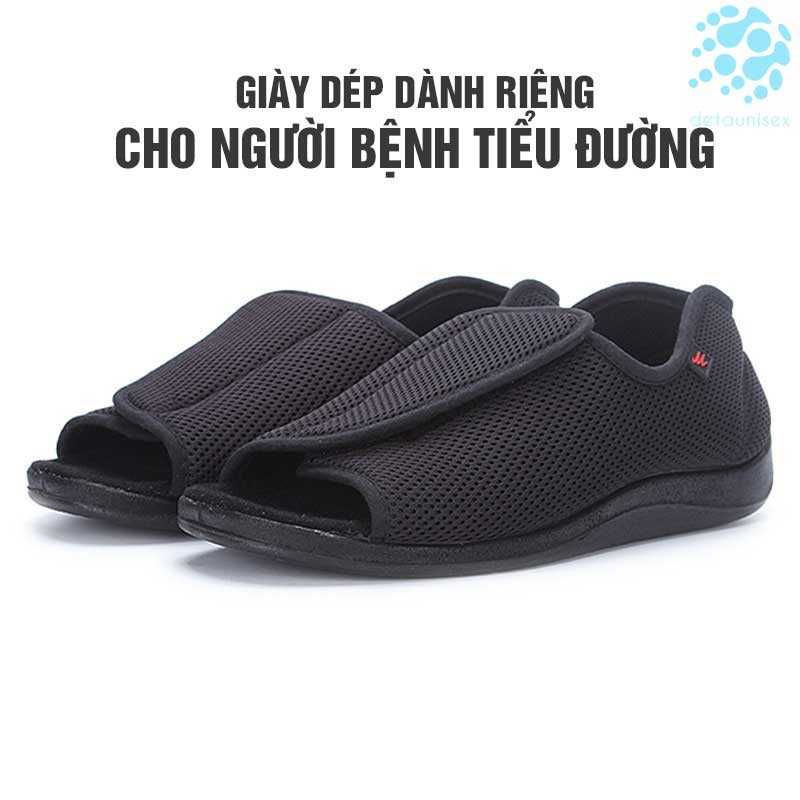 detaunisex
GIÀY DÉP DÀNH RIÊNG
CHO NGƯỜI BỆNH TIỂU ĐƯỜNG